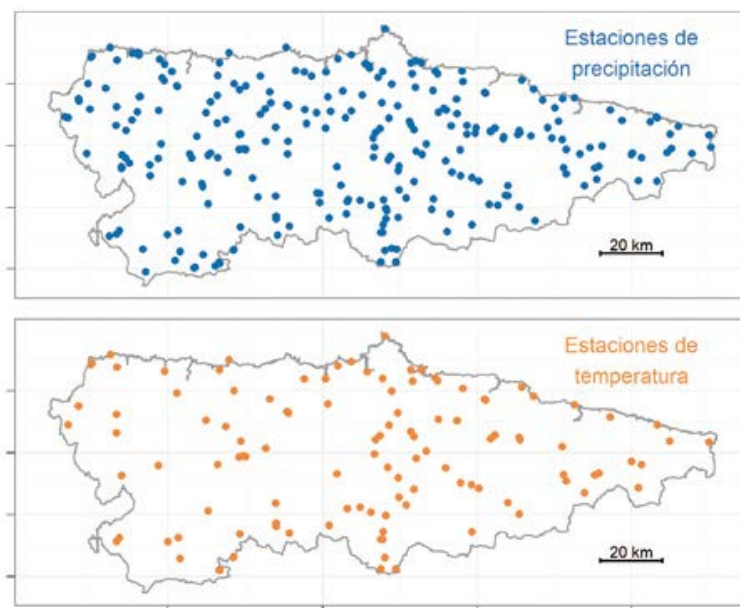 Estaciones de
precipitación
20 km
Estaciones de
temperatura
20 km